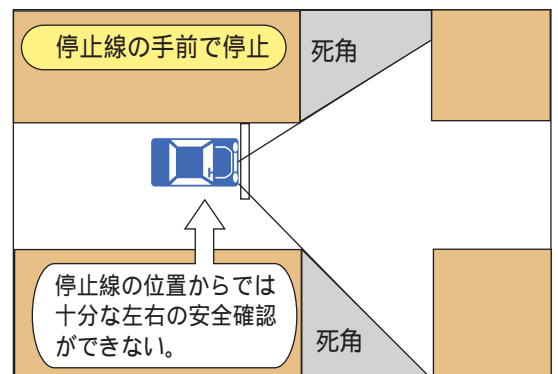 停止線の手前で停止
死角
停止線の位置からでは
十分な左右の安全確認
ができない。
死角